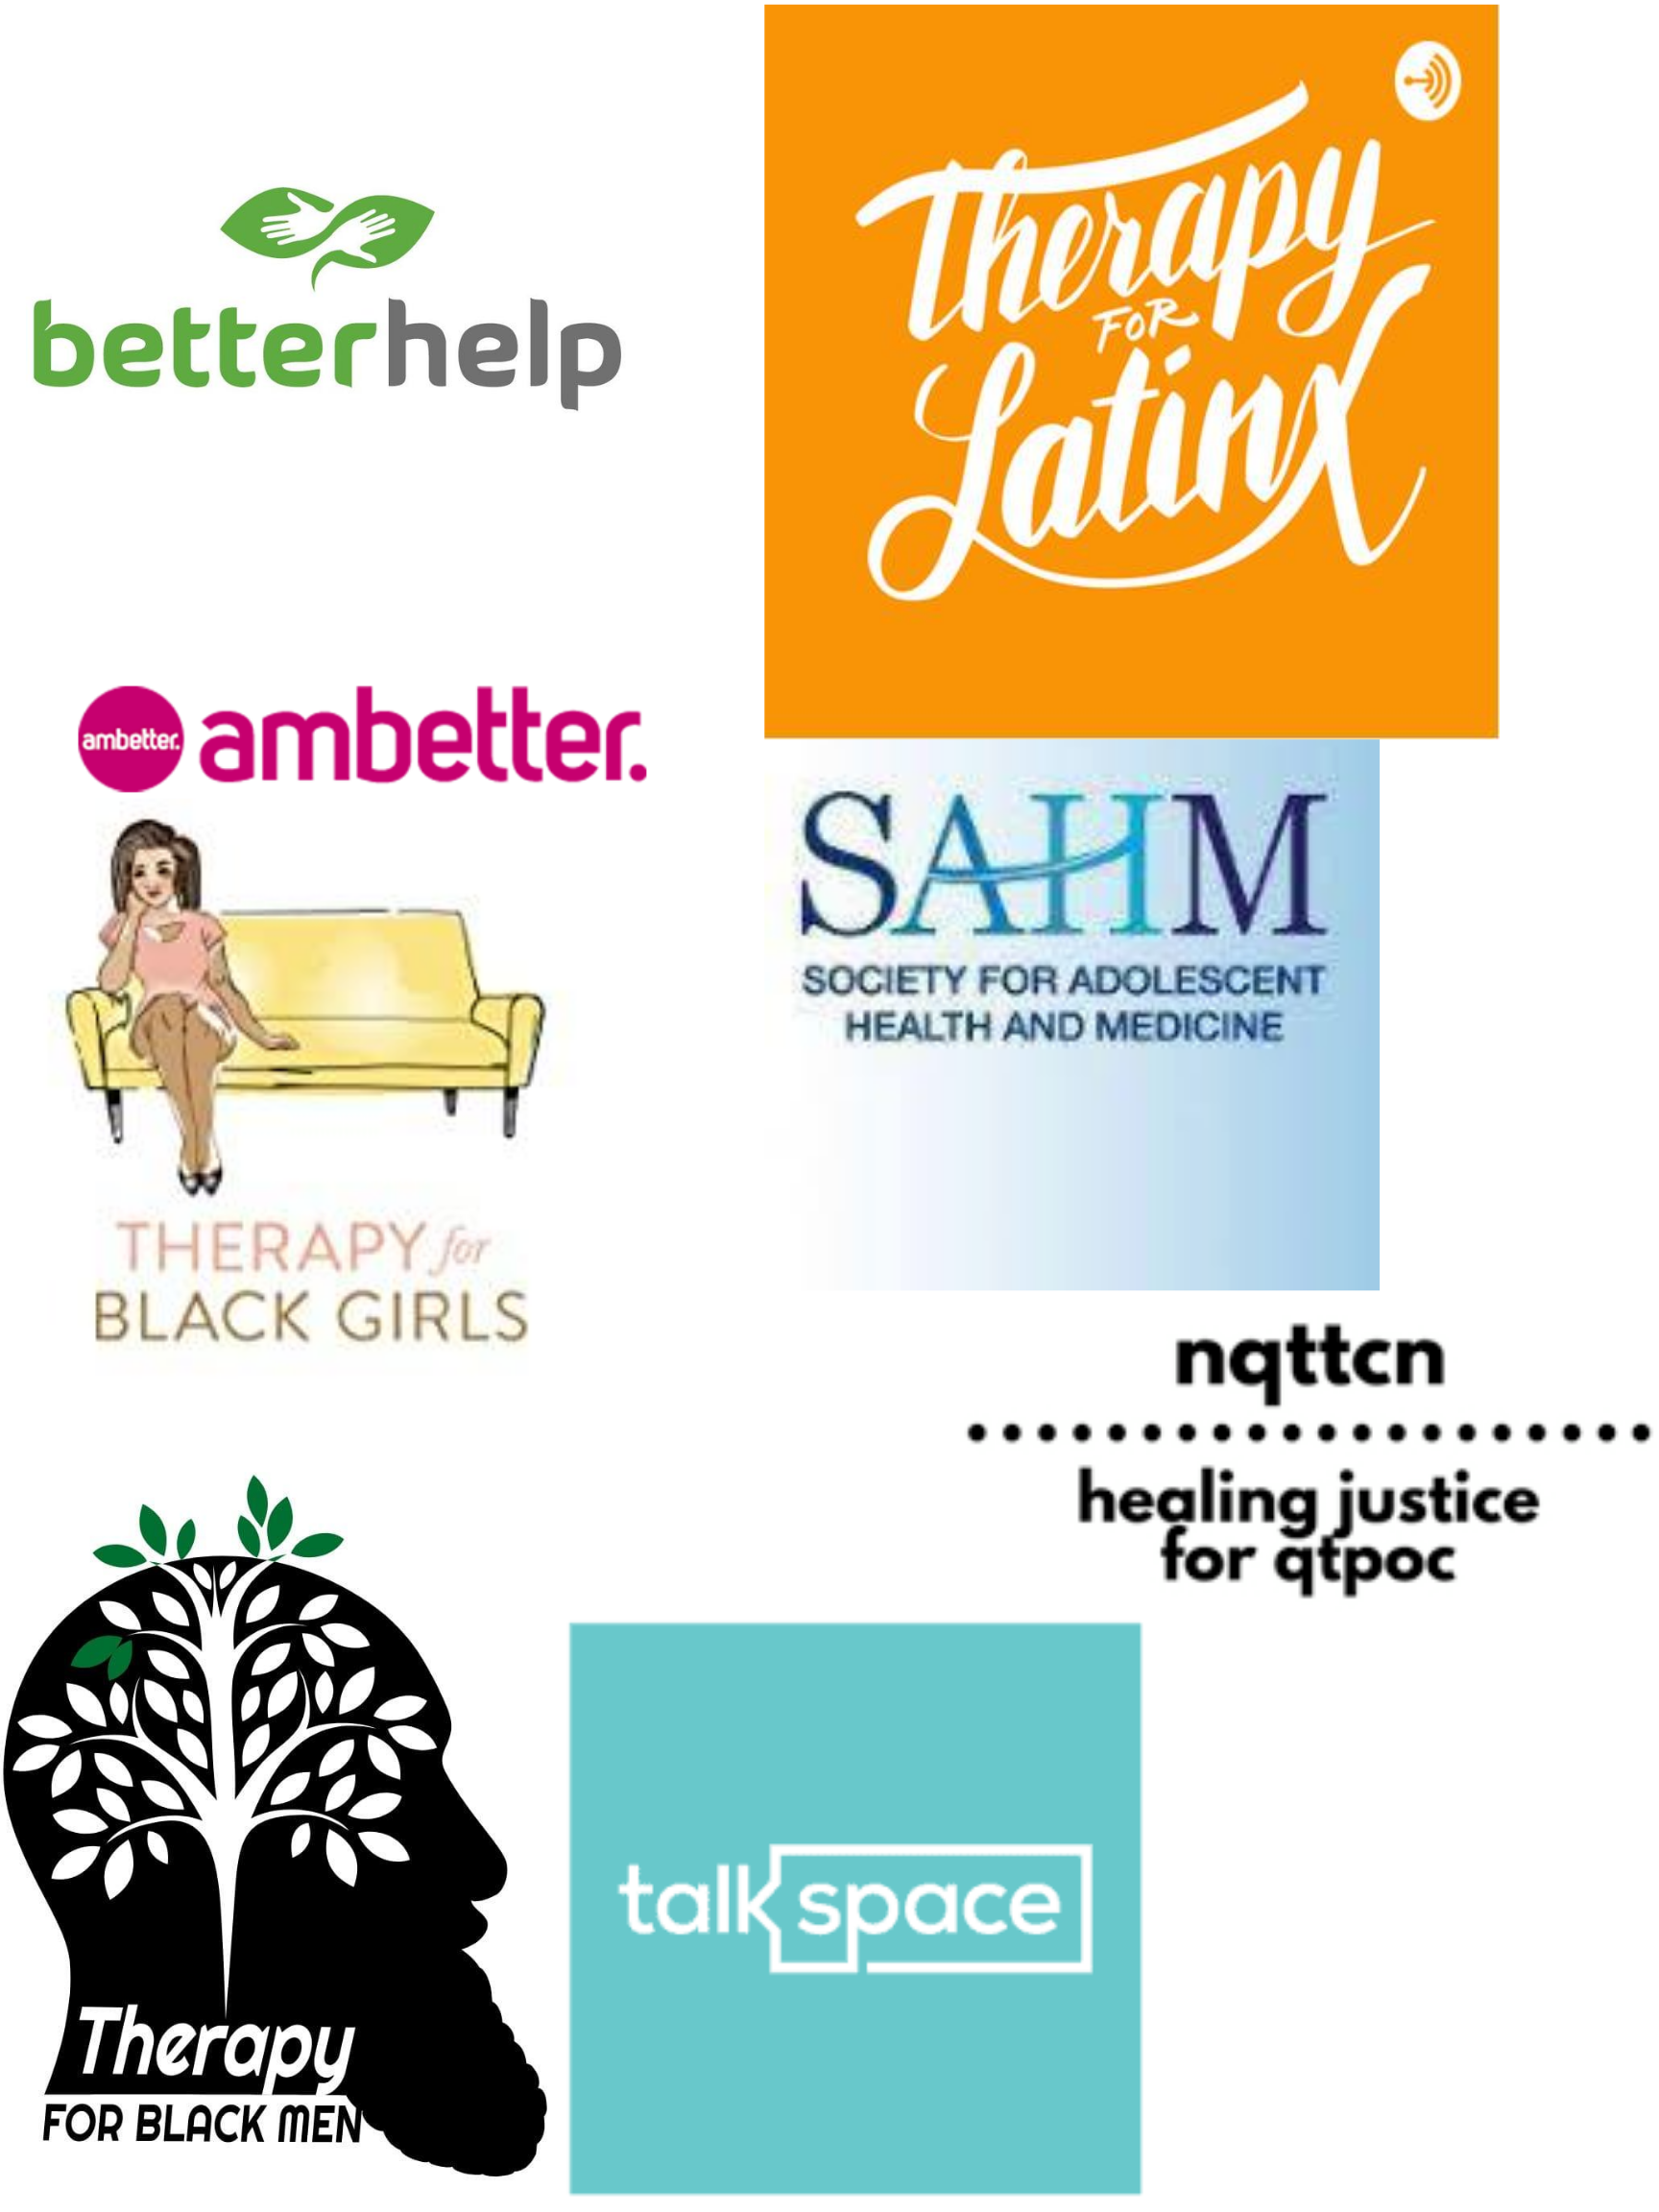 betterhelp
Therapy
FOR
Latinx
ambetter.
ambetter.
SAHM
SOCIETY FOR ADOLESCENT
HEALTH AND MEDICINE
THERAPY for
BLACK GIRLS
nqttcn
healing justice
for qtpoc
Therapy
FOR BLACK MEN
talkspace